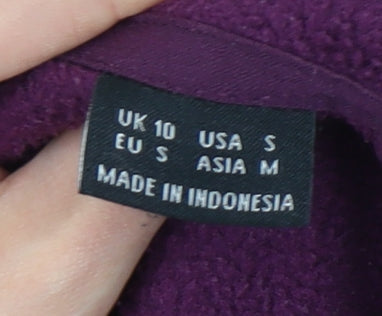 UK 10 USA S
EU S ASIA M
MADE IN INDONESIA